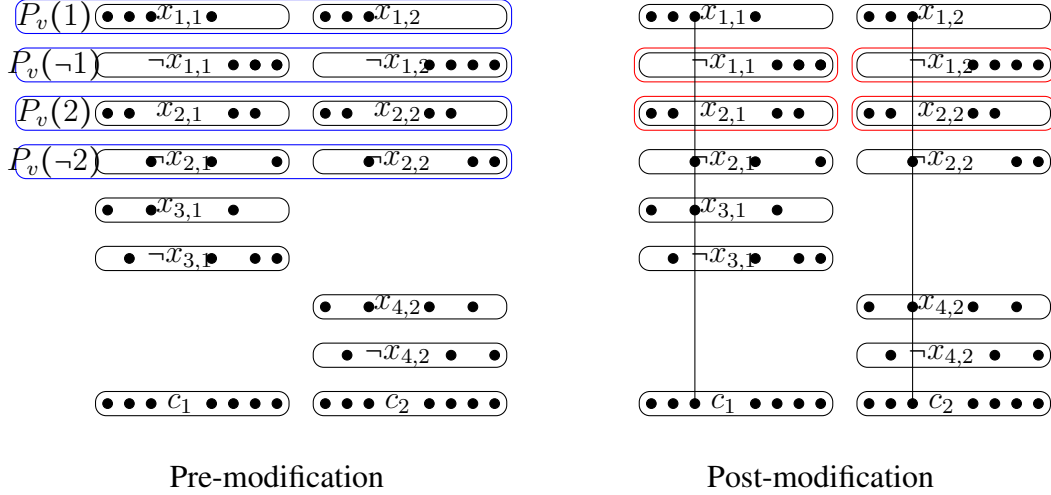 P_v(1) x_{1,1} x_{1,2} x_{1,1} x_{1,2}
P_v(¬1) ¬x_{1,1} ¬x_{1,2} ¬x_{1,1} ¬x_{1,2}
P_v(2) x_{2,1} x_{2,2} x_{2,1} x_{2,2}
P_v(¬2) ¬x_{2,1} ¬x_{2,2} ¬x_{2,1} ¬x_{2,2}
x_{3,1} x_{3,1}
¬x_{3,1} ¬x_{3,1}
x_{4,2} x_{4,2}
¬x_{4,2} ¬x_{4,2}
c_1 c_2 c_1 c_2
Pre-modification Post-modification